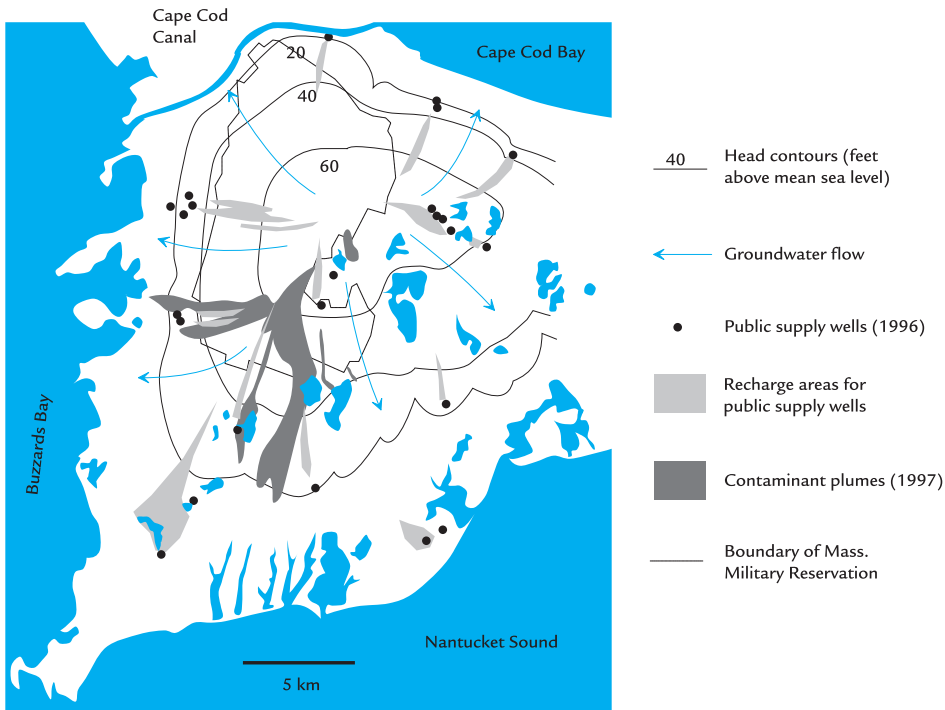 Cape Cod
Canal
Cape Cod Bay
20
40
60
Buzzards Bay
Nantucket Sound
5 km
40
Head contours (feet
above mean sea level)
Groundwater flow
Public supply wells (1996)
Recharge areas for
public supply wells
Contaminant plumes (1997)
Boundary of Mass.
Military Reservation